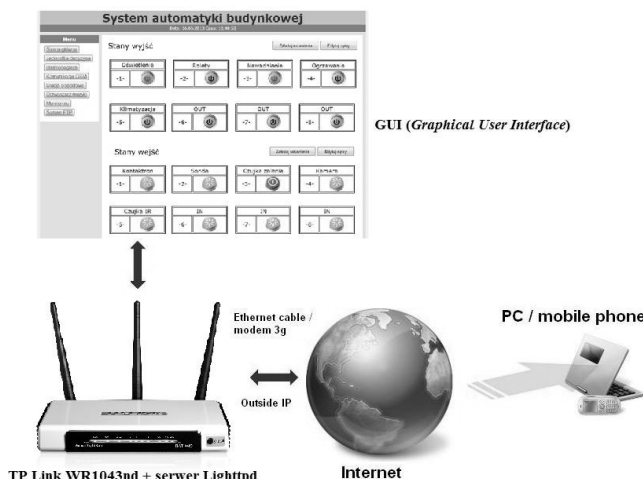 System automatyki budynkowej
Menu
Stany wyjść
Oświetlenie
Rolety
Nawadnianie
Ogrzewanie
-1-
-2-
-3-
-4-
Klimatyzacja
OUT
OUT
OUT
-5-
-6-
-7-
-8-
Stany wejść
Kontaktron
Sonda
Czujka zalania
Kamera
-1-
-2-
-3-
-4-
Czujka IR
IN
IN
IN
-5-
-6-
-7-
-8-
GUI (Graphical User Interface)
Ethernet cable /
modem 3g
Outside IP
PC / mobile phone
TP Link WR1043nd + serwer Lighttpd
Internet